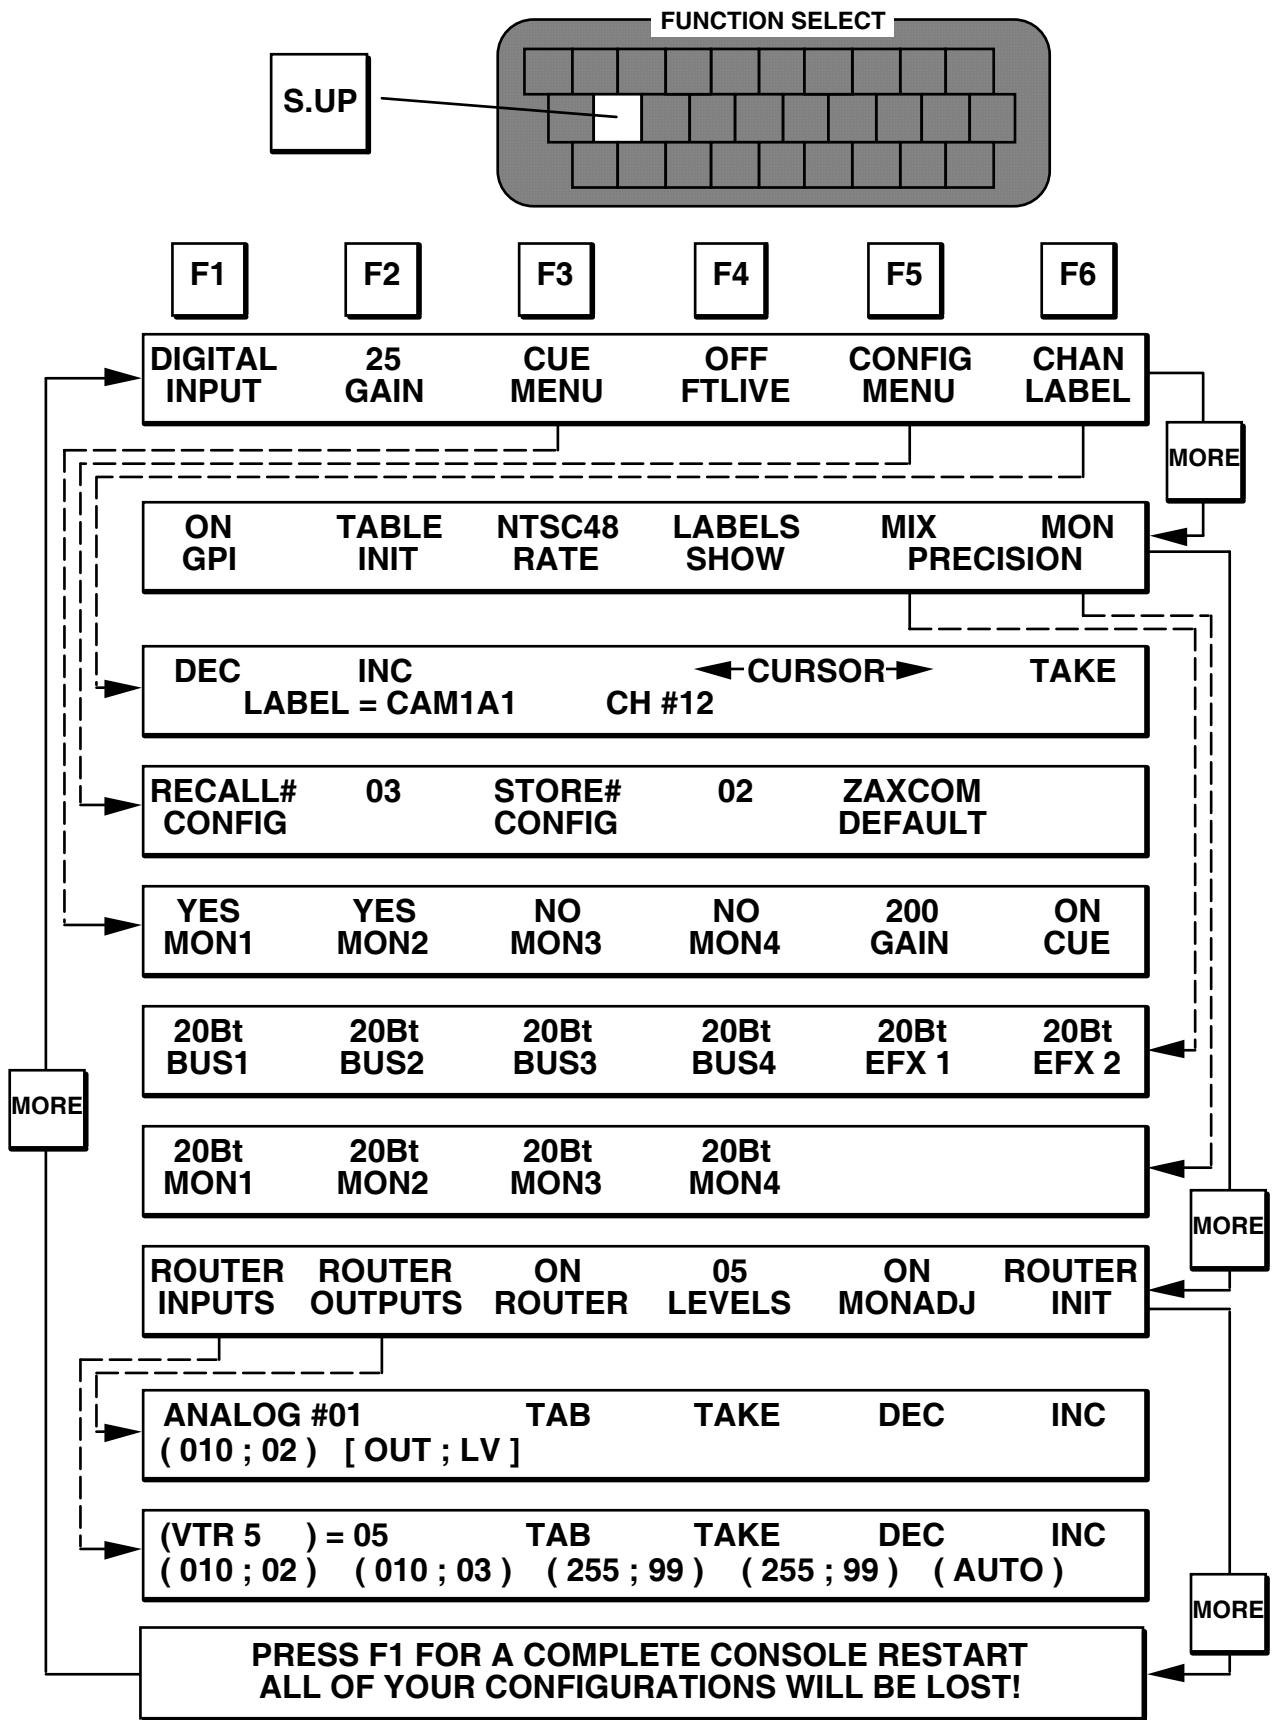 FUNCTION SELECT
S.UP
F1 F2 F3 F4 F5 F6
DIGITAL 25 CUE OFF CONFIG CHAN
INPUT GAIN MENU FTLIVE MENU LABEL
MORE
ON TABLE NTSC48 LABELS MIX MON
GPI INIT RATE SHOW PRECISION
DEC INC CURSOR TAKE
LABEL = CAM1A1 CH #12
RECALL# 03 STORE# 02 ZAXCOM
CONFIG CONFIG DEFAULT
YES YES NO NO 200 ON
MON1 MON2 MON3 MON4 GAIN CUE
20Bt 20Bt 20Bt 20Bt 20Bt 20Bt
BUS1 BUS2 BUS3 BUS4 EFX 1 EFX 2
MORE
20Bt 20Bt 20Bt 20Bt
MON1 MON2 MON3 MON4
MORE
ROUTER ROUTER ON 05 ON ROUTER
INPUTS OUTPUTS ROUTER LEVELS MONADJ INIT
ANALOG #01 TAB TAKE DEC INC
( 010 ; 02 ) [ OUT ; LV ]
(VTR 5 ) = 05 TAB TAKE DEC INC
( 010 ; 02 ) ( 010 ; 03 ) ( 255 ; 99 ) ( 255 ; 99 ) ( AUTO )
MORE
PRESS F1 FOR A COMPLETE CONSOLE RESTART
ALL OF YOUR CONFIGURATIONS WILL BE LOST!